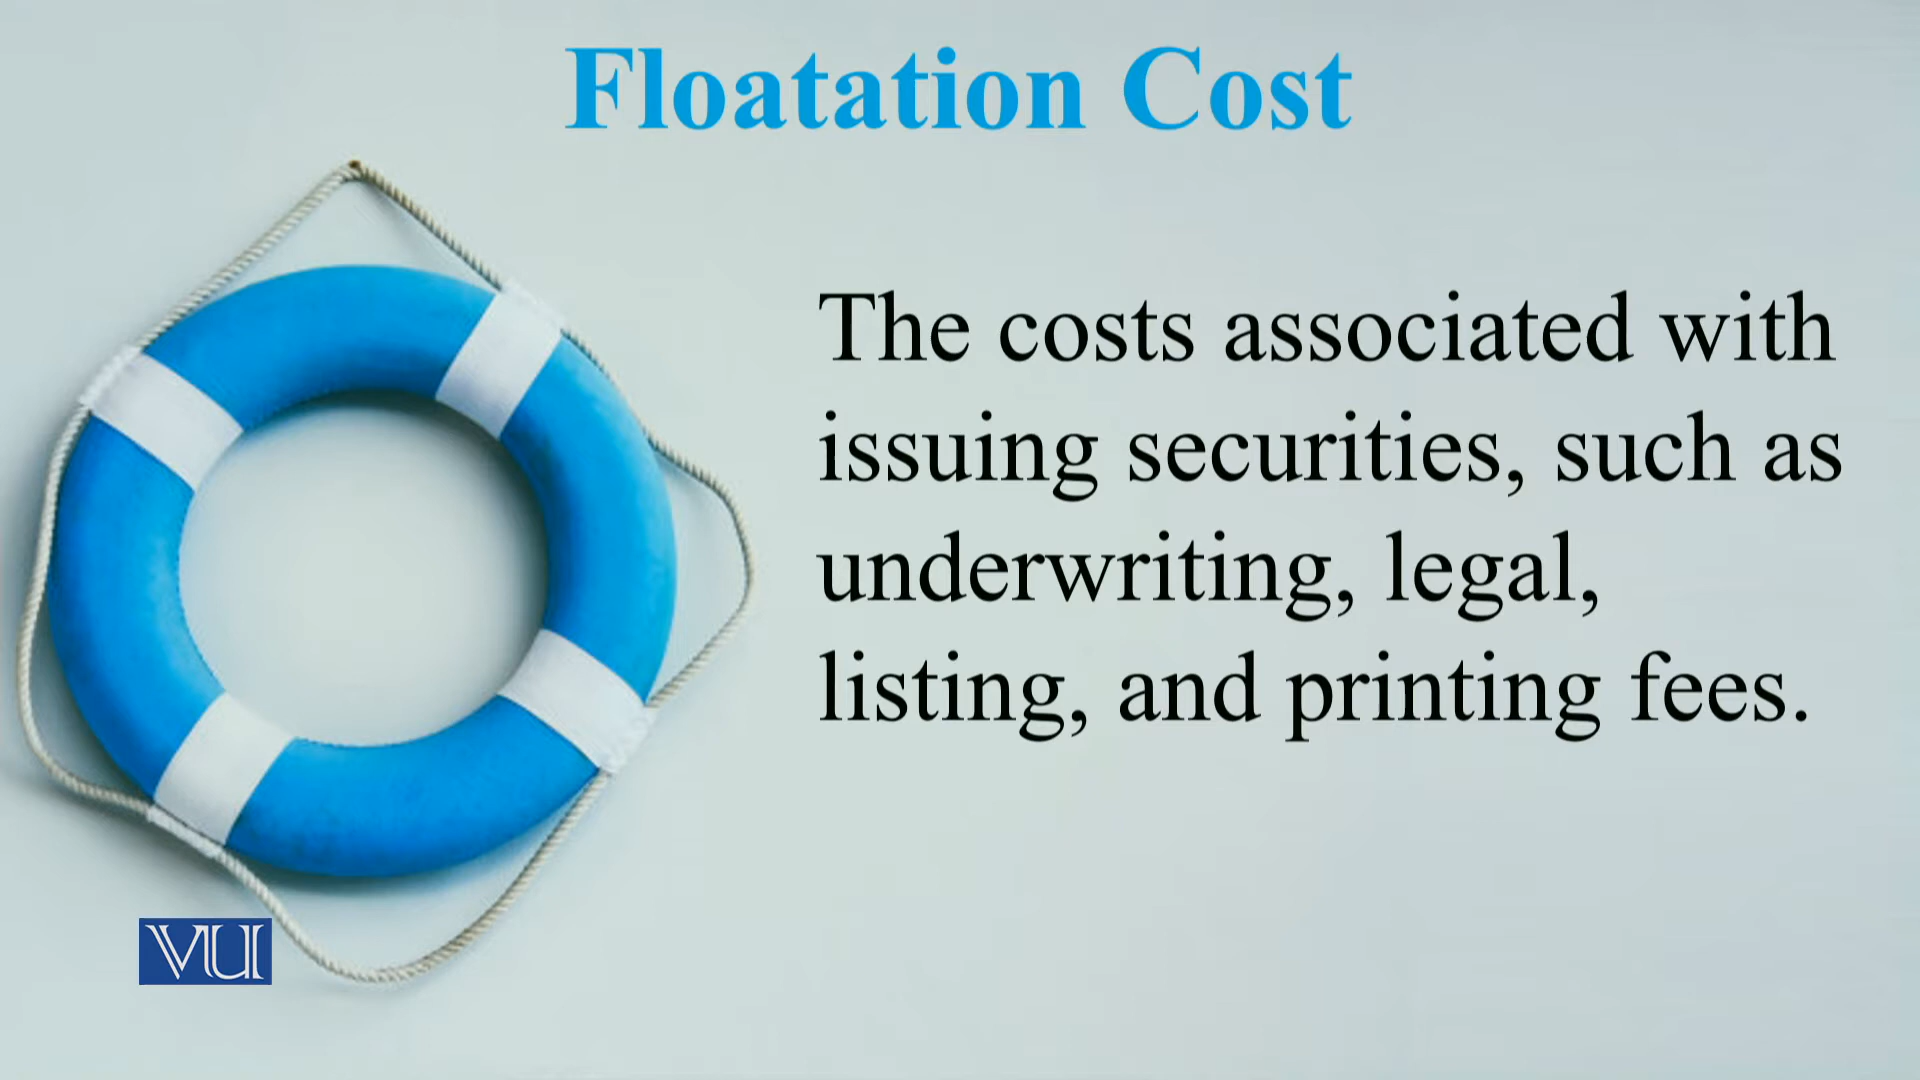 Floatation Cost
The costs associated with
issuing securities, such as
underwriting, legal,
listing, and printing fees.
VU